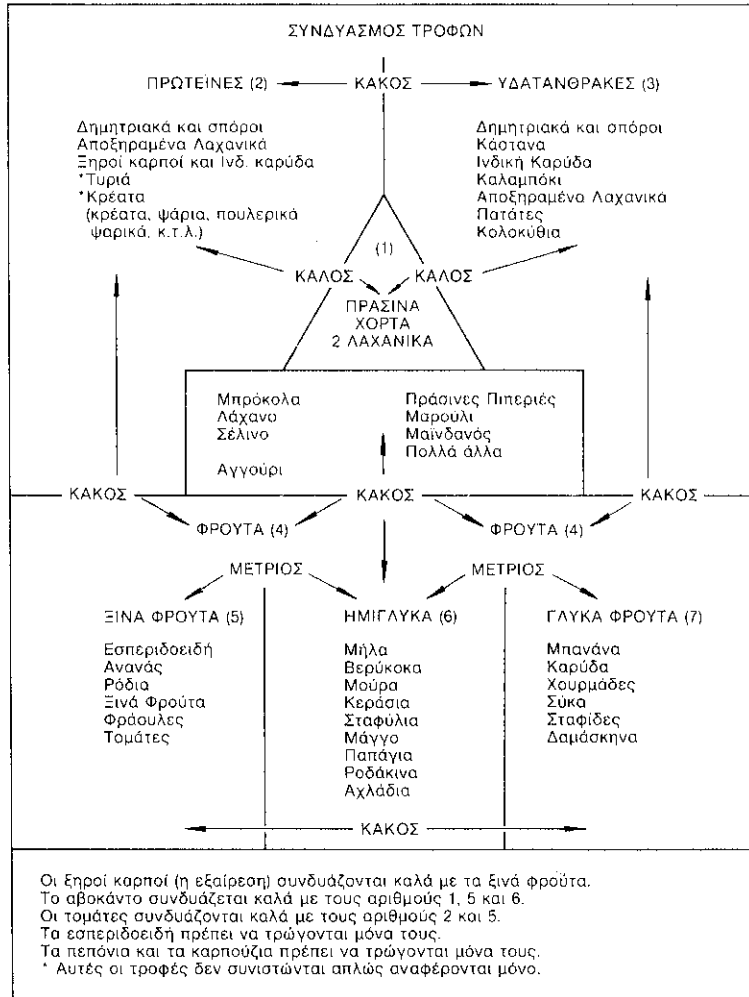 ΣΥΝΔΥΑΣΜΟΣ ΤΡΟΦΩΝ
ΠΡΩΤΕΪΝΕΣ (2)
ΚΑΚΟΣ
ΥΔΑΤΑΝΘΡΑΚΕΣ (3)
Δημητριακά και σπόροι
Αποξηραμένα Λαχανικά
Ξηροί καρποί και Ινδ. καρύδα
*Τυριά
*Κρέατα
(κρέατα, ψάρια, πουλερικά
ψαρικά, κ.τ.λ.)
Δημητριακά και σπόροι
Κάστανα
Ινδική Καρύδα
Καλαμπόκι
Αποξηραμένα Λαχανικά
Πατάτες
Κολοκύθια
(1)
ΚΑΛΟΣ
ΚΑΛΟΣ
ΠΡΑΣΙΝΑ
ΧΟΡΤΑ
2 ΛΑΧΑΝΙΚΑ
Μπρόκολα
Λάχανο
Σέλινο
Αγγούρι
Πράσινες Πιπεριές
Μαρούλι
Μαϊνδανός
Πολλά άλλα
ΚΑΚΟΣ
ΚΑΚΟΣ
ΚΑΚΟΣ
ΦΡΟΥΤΑ (4)
ΦΡΟΥΤΑ (4)
ΜΕΤΡΙΟΣ
ΜΕΤΡΙΟΣ
ΞΙΝΑ ΦΡΟΥΤΑ (5)
Εσπεριδοειδή
Ανανάς
Ρόδια
Ξινά Φρούτα
Φράουλες
Τομάτες
ΗΜΙΓΛΥΚΑ (6)
Μήλα
Βερύκοκα
Μούρα
Κεράσια
Σταφύλια
Μάγγο
Παπάγια
Ροδάκινα
Αχλάδια
ΓΛΥΚΑ ΦΡΟΥΤΑ (7)
Μπανάνα
Καρύδα
Χουρμάδες
Σύκα
Σταφίδες
Δαμάσκηνα
ΚΑΚΟΣ
Οι ξηροί καρποί (η εξαίρεση) συνδυάζονται καλά με τα ξινά φρούτα.
Το αβοκάντο συνδυάζεται καλά με τους αριθμούς 1, 5 και 6.
Οι τομάτες συνδυάζονται καλά με τους αριθμούς 2 και 5.
Τα εσπεριδοειδή πρέπει να τρώγονται μόνα τους.
Τα πεπόνια και τα καρπούζια πρέπει να τρώγονται μόνα τους.
* Αυτές οι τροφές δεν συνιστώνται απλώς αναφέρονται μόνο.